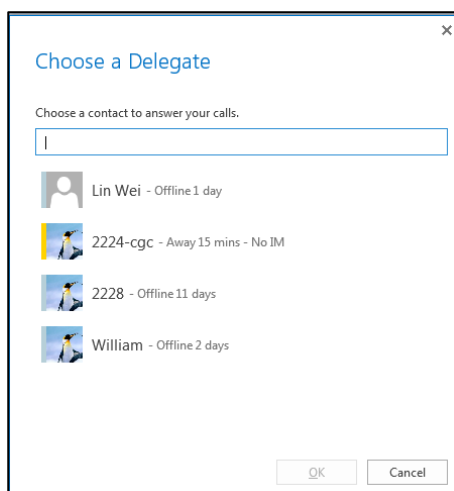 Choose a Delegate
Choose a contact to answer your calls.
Lin Wei - Offline 1 day
2224-cgc - Away 15 mins - No IM
2228 - Offline 11 days
William - Offline 2 days
OK Cancel